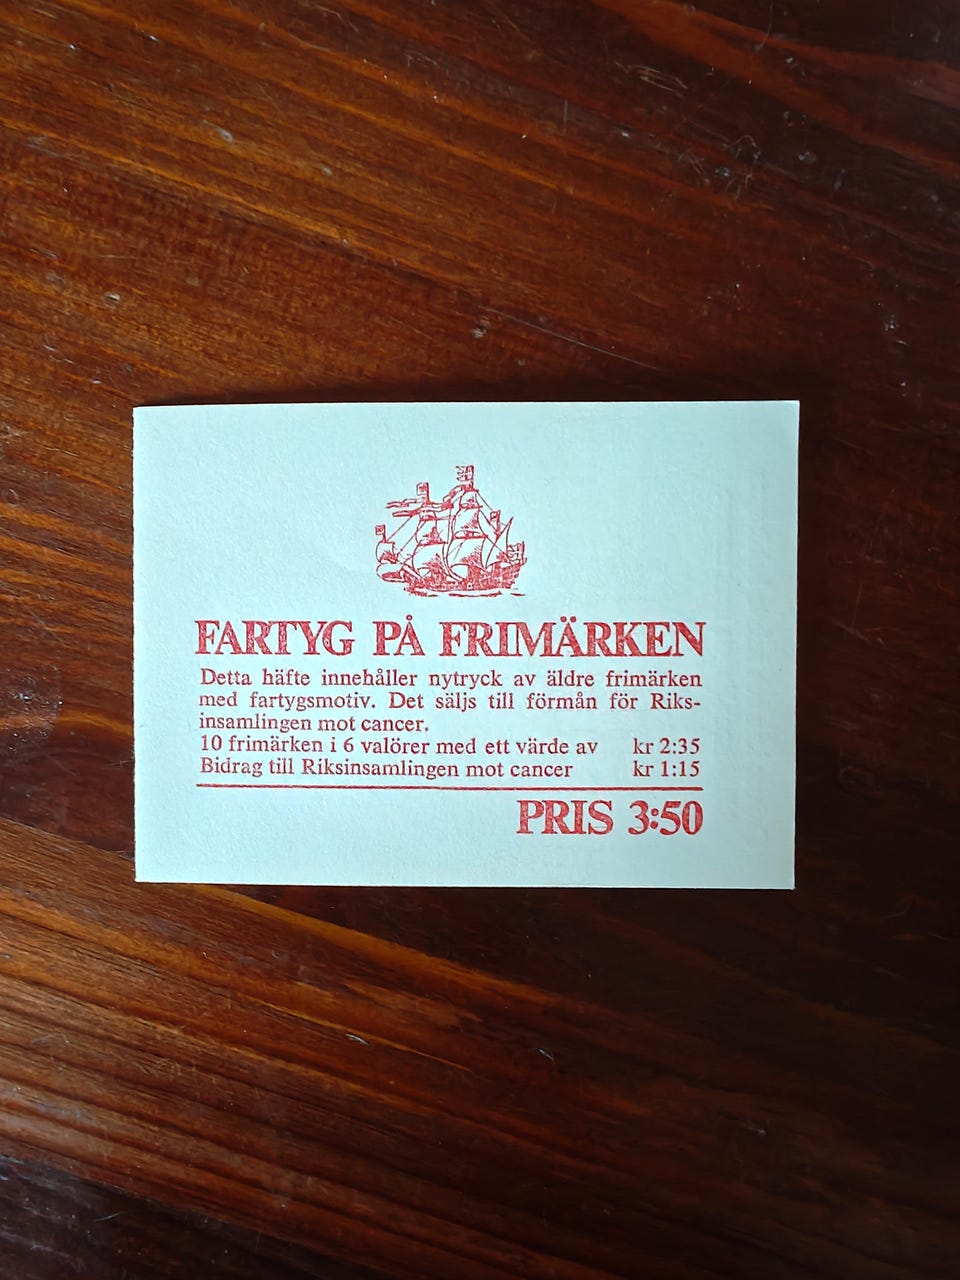 FARTYG PÅ FRIMÄRKEN
Detta häfte innehåller nytryck av äldre frimärken
med fartygsmotiv. Det säljs till förmån för Riks-
insamlingen mot cancer.
10 frimärken i 6 valörer med ett värde av kr 2:35
Bidrag till Riksinsamlingen mot cancer kr 1:15
PRIS 3:50